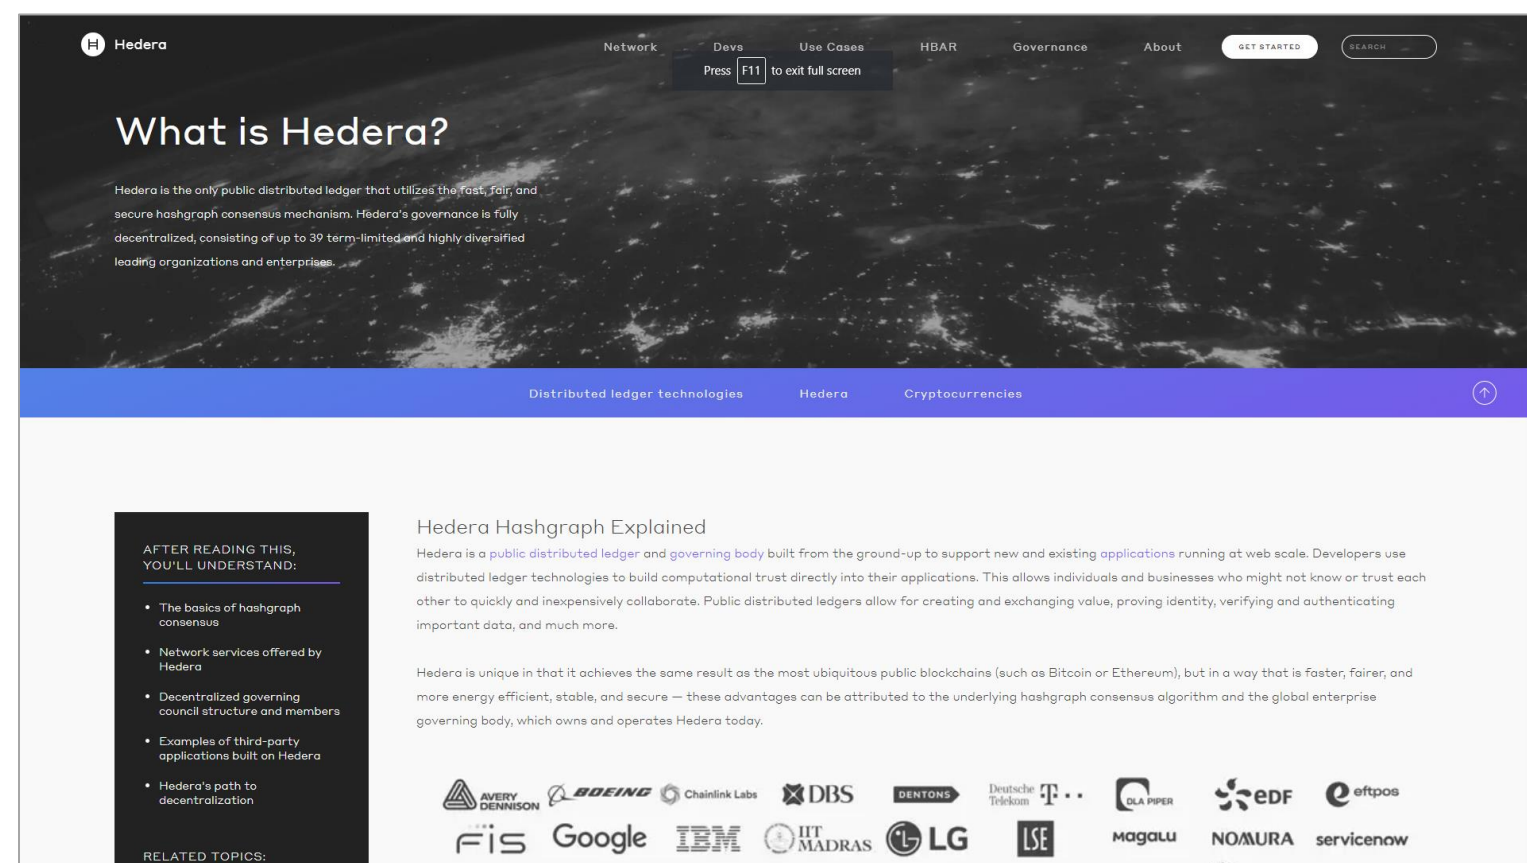 Hedera
Network Devs Use Cases HBAR Governance About GET STARTED SEARCH
Press F11 to exit full screen
What is Hedera?
Hedera is the only public distributed ledger that utilizes the fast, fair, and
secure hashgraph consensus mechanism. Hedera's governance is fully
decentralized, consisting of up to 39 term-limited and highly diversified
leading organizations and enterprises.
Distributed ledger technologies Hedera Cryptocurrencies
AFTER READING THIS,
YOU'LL UNDERSTAND:
• The basics of hashgraph
consensus
• Network services offered by
Hedera
• Decentralized governing
council structure and members
• Examples of third-party
applications built on Hedera
• Hedera's path to
decentralization
RELATED TOPICS:
Hedera Hashgraph Explained
Hedera is a public distributed ledger and governing body built from the ground-up to support new and existing applications running at web scale. Developers use
distributed ledger technologies to build computational trust directly into their applications. This allows individuals and businesses who might not know or trust each
other to quickly and inexpensively collaborate. Public distributed ledgers allow for creating and exchanging value, proving identity, verifying and authenticating
important data, and much more.
Hedera is unique in that it achieves the same result as the most ubiquitous public blockchains (such as Bitcoin or Ethereum), but in a way that is faster, fairer, and
more energy efficient, stable, and secure — these advantages can be attributed to the underlying hashgraph consensus algorithm and the global enterprise
governing body, which owns and operates Hedera today.
AVERY DENNISON BOEING Chainlink Labs DBS DENTONS Deutsche Telekom T DLA PIPER eDF eftpos
FIS Google IBM IIT MADRAS LG LSE Magalu NOMURA servicenow